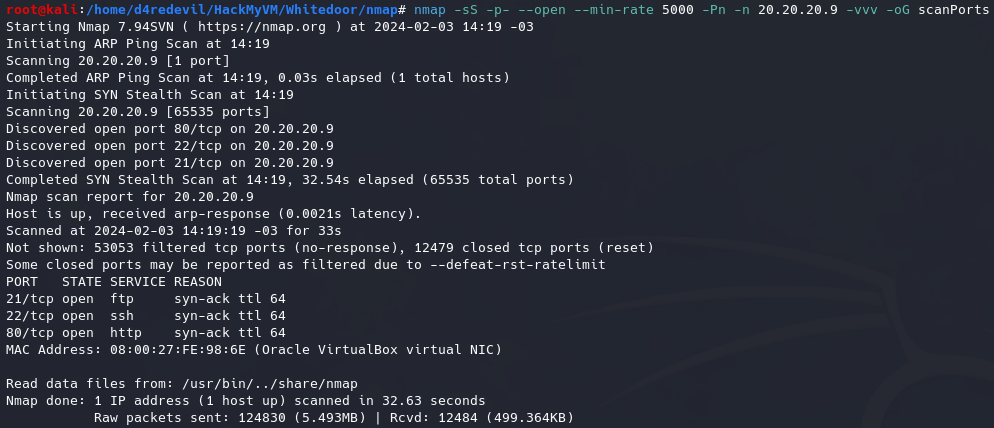 root@kali:/home/d4redevil/HackMyVM/Whitedoor/nmap# nmap -sS -p- --open --min-rate 5000 -Pn -n 20.20.20.9 -vvv -oG scanPorts
Starting Nmap 7.94SVN ( https://nmap.org ) at 2024-02-03 14:19 -03
Initiating ARP Ping Scan at 14:19
Scanning 20.20.20.9 [1 port]
Completed ARP Ping Scan at 14:19, 0.03s elapsed (1 total hosts)
Initiating SYN Stealth Scan at 14:19
Scanning 20.20.20.9 [65535 ports]
Discovered open port 80/tcp on 20.20.20.9
Discovered open port 22/tcp on 20.20.20.9
Discovered open port 21/tcp on 20.20.20.9
Completed SYN Stealth Scan at 14:19, 32.54s elapsed (65535 total ports)
Nmap scan report for 20.20.20.9
Host is up, received arp-response (0.0021s latency).
Scanned at 2024-02-03 14:19:19 -03 for 33s
Not shown: 53053 filtered tcp ports (no-response), 12479 closed tcp ports (reset)
Some closed ports may be reported as filtered due to --defeat-rst-ratelimit
PORT   STATE SERVICE REASON
21/tcp open  ftp     syn-ack ttl 64
22/tcp open  ssh     syn-ack ttl 64
80/tcp open  http    syn-ack ttl 64
MAC Address: 08:00:27:FE:98:6E (Oracle VirtualBox virtual NIC)
Read data files from: /usr/bin/../share/nmap
Nmap done: 1 IP address (1 host up) scanned in 32.63 seconds
Raw packets sent: 124830 (5.493MB) | Rcvd: 12484 (499.364KB)